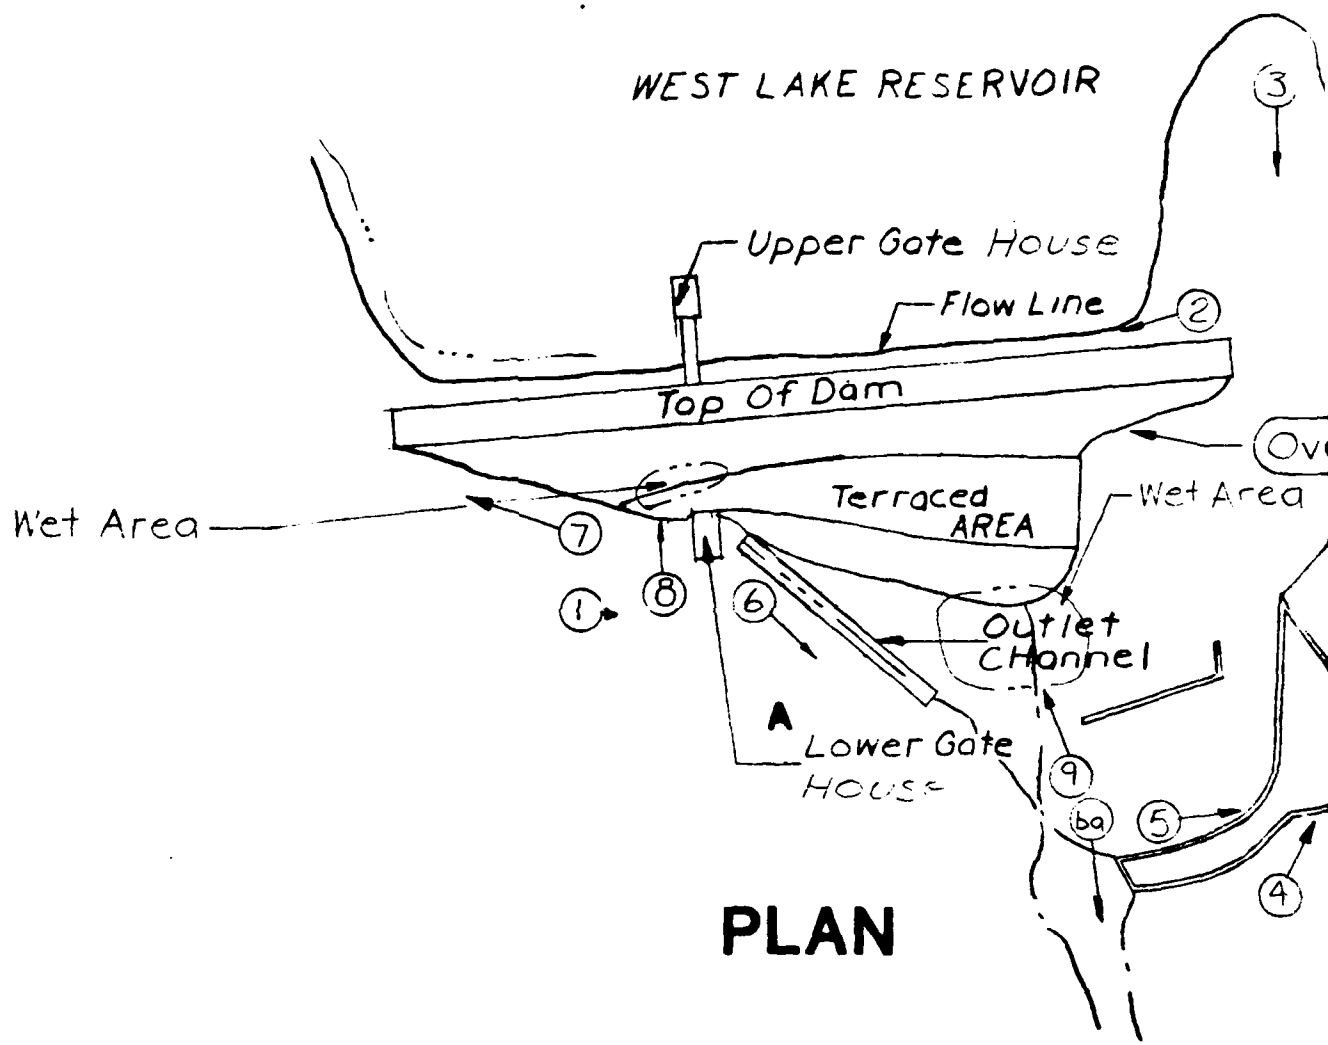 WEST LAKE RESERVOIR
3
Upper Gate HOUSE
Flow Line
2
Top Of Dam
Wet Area
7
Terraced
AREA
Wet Area
1
8
6
Outlet
CHannel
A
Lower Gate
HOUSE
9
6a
5
4
PLAN